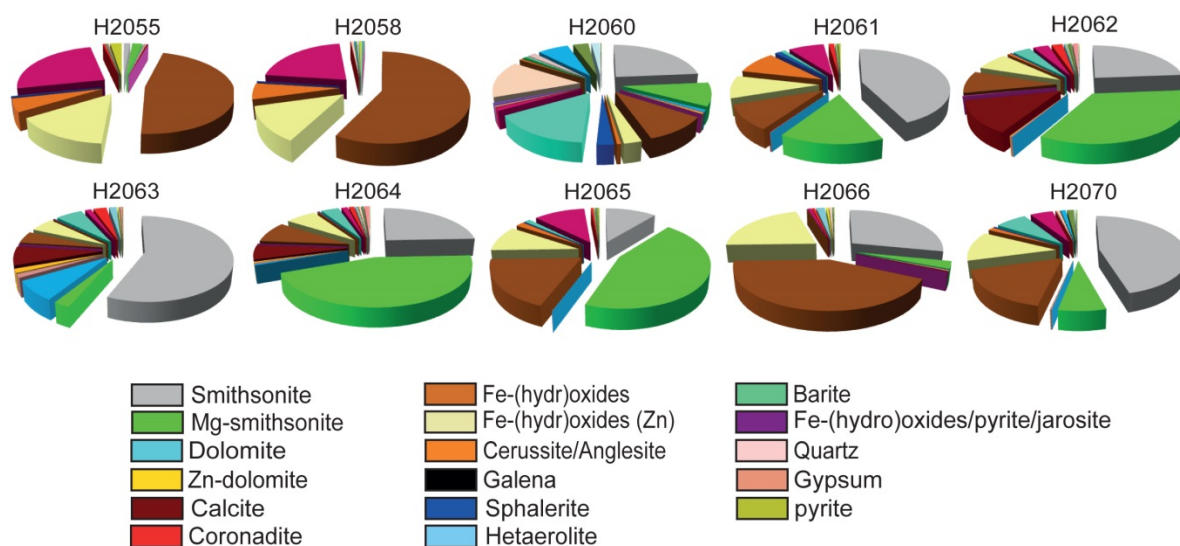 H2055 H2058 H2060 H2061 H2062
H2063 H2064 H2065 H2066 H2070
Smithsonite Fe-(hydr)oxides Barite
Mg-smithsonite Fe-(hydr)oxides (Zn) Fe-(hydro)oxides/pyrite/jarosite
Dolomite Cerussite/Anglesite Quartz
Zn-dolomite Galena Gypsum
Calcite Sphalerite pyrite
Coronadite Hetaerolite